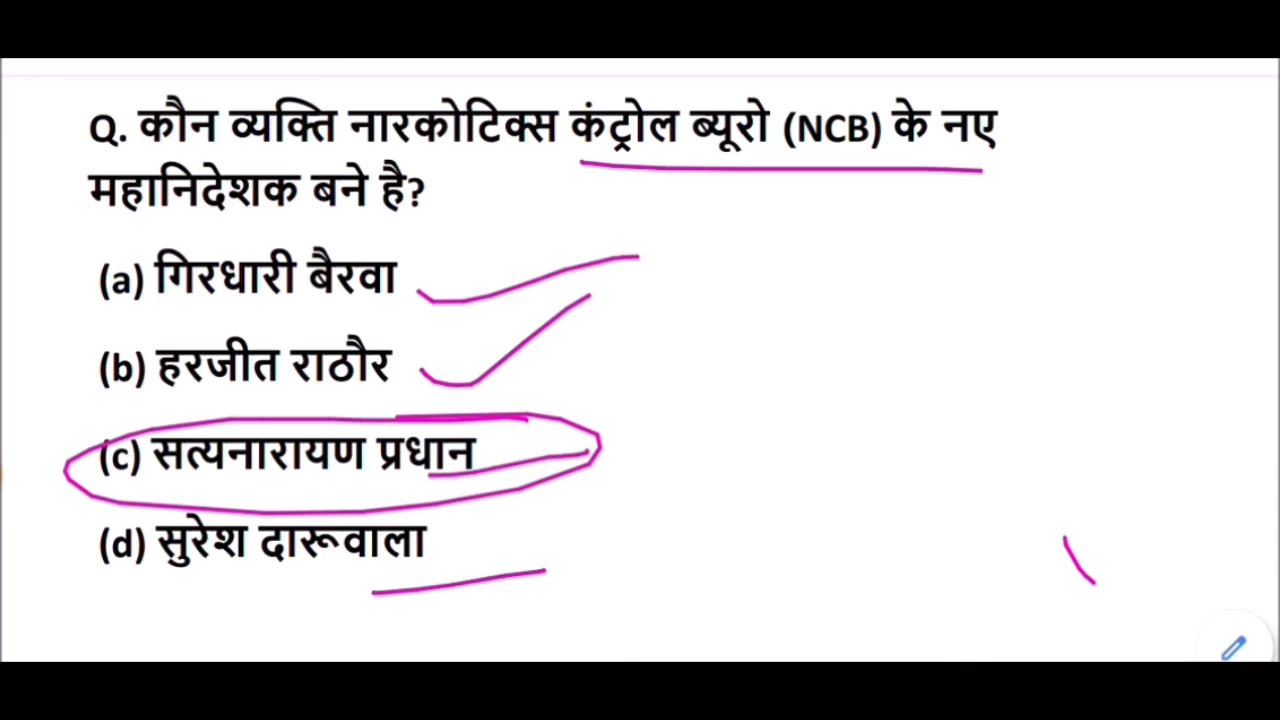 Q. कौन व्यक्ति नारकोटिक्स कंट्रोल ब्यूरो (NCB) के नए
महानिदेशक बने है?
(a) गिरधारी बैरवा
(b) हरजीत राठौर
(c) सत्यनारायण प्रधान
(d) सुरेश दारूवाला